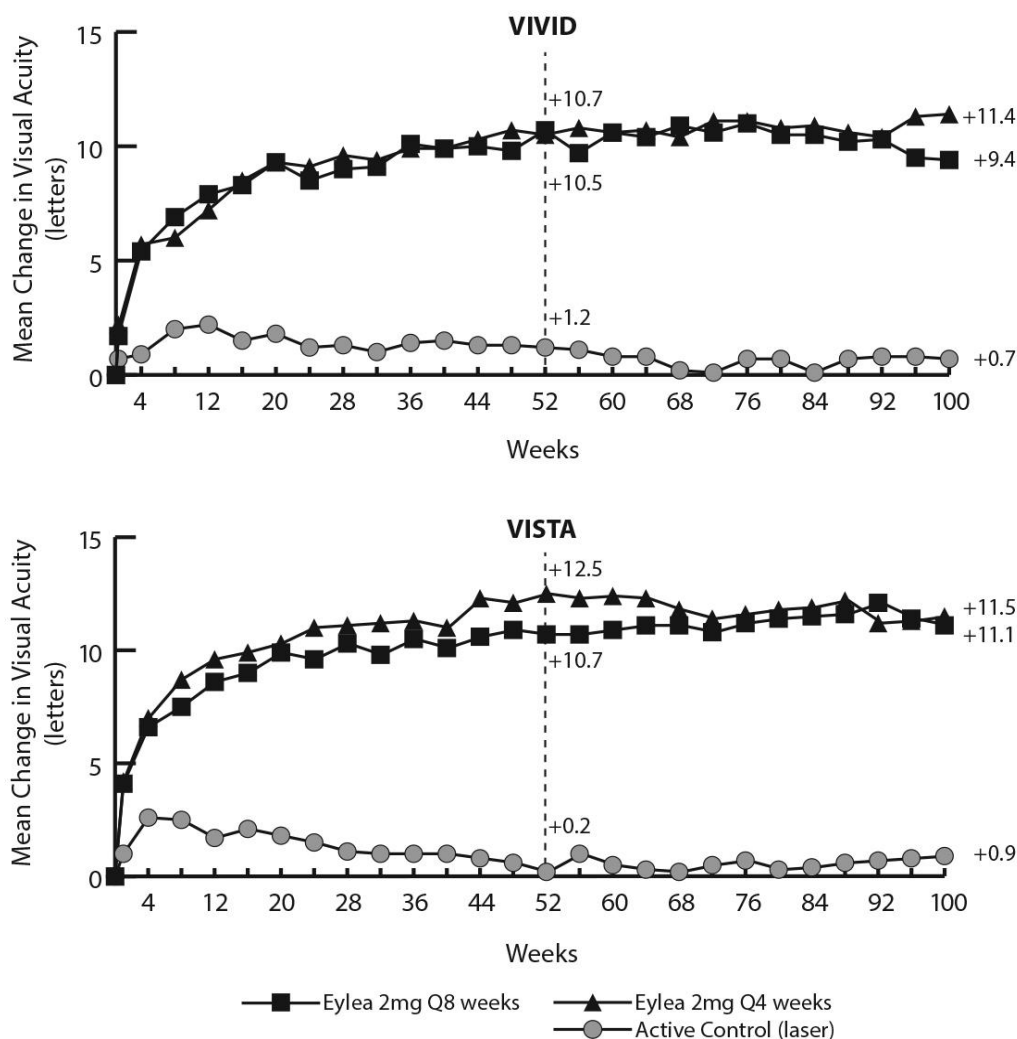 VIVID
Mean Change in Visual Acuity
(letters)
15
10
5
0
+10.7
+10.5
+1.2
+11.4
+9.4
+0.7
4 12 20 28 36 44 52 60 68 76 84 92 100
Weeks
VISTA
Mean Change in Visual Acuity
(letters)
15
10
5
0
+12.5
+10.7
+0.2
+11.5
+11.1
+0.9
4 12 20 28 36 44 52 60 68 76 84 92 100
Weeks
Eylea 2mg Q8 weeks
Eylea 2mg Q4 weeks
Active Control (laser)